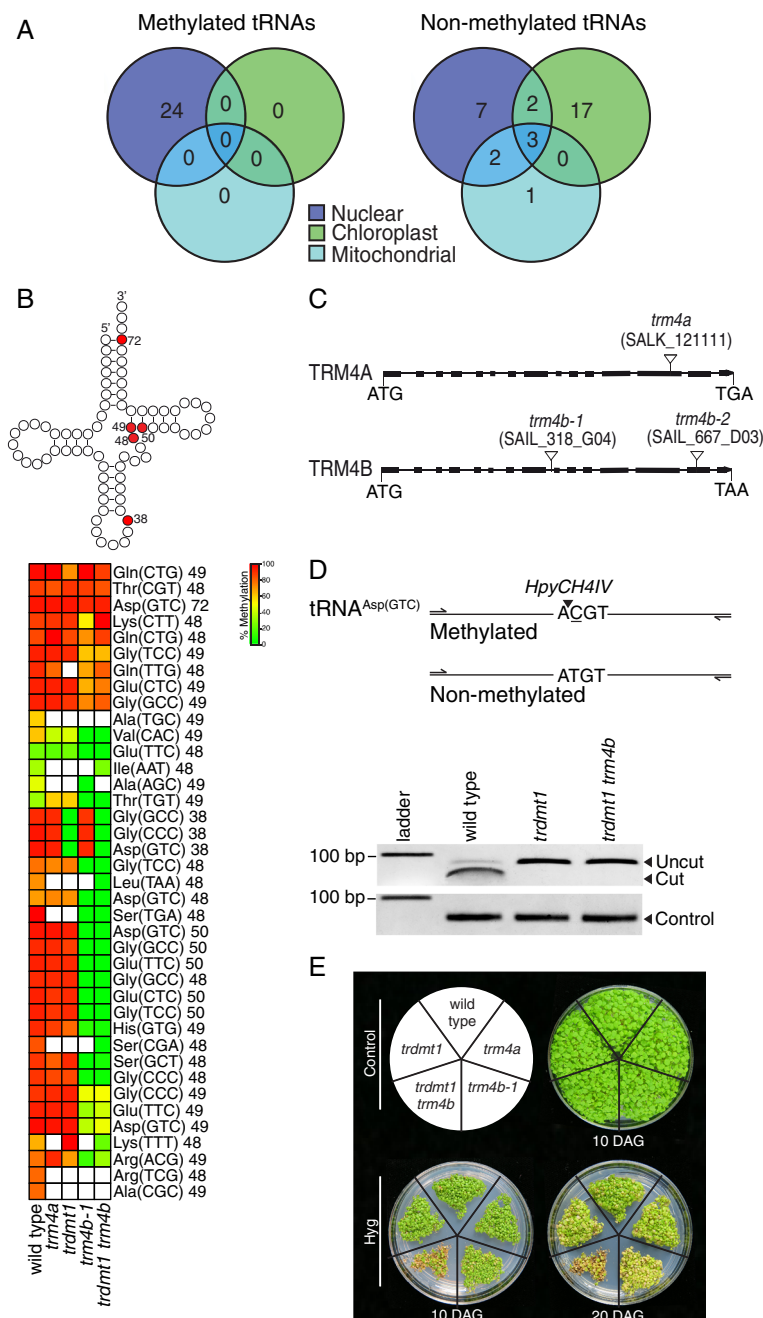 A
Methylated tRNAs
Non-methylated tRNAs
24
0
0
0
0
0
0
7
2
17
3
2
0
1
Nuclear
Chloroplast
Mitochondrial
B
3'
5'
72
49
48
50
38
% Methylation
100
80
60
40
20
0
Gln(CTG) 49
Thr(CGT) 48
Asp(GTC) 72
Lys(CTT) 48
Gln(CTG) 48
Gly(TCC) 49
Gln(TTG) 48
Glu(CTC) 49
Gly(GCC) 49
Ala(TGC) 49
Val(CAC) 49
Glu(TTC) 48
Ile(AAT) 48
Ala(AGC) 49
Thr(TGT) 49
Gly(GCC) 38
Gly(CCC) 38
Asp(GTC) 38
Gly(TCC) 48
Leu(TAA) 48
Asp(GTC) 48
Ser(TGA) 48
Asp(GTC) 50
Gly(GCC) 50
Glu(TTC) 50
Gly(GCC) 48
Glu(CTC) 50
Gly(TCC) 50
His(GTG) 49
Ser(CGA) 48
Ser(GCT) 48
Gly(CCC) 48
Gly(CCC) 49
Glu(TTC) 49
Asp(GTC) 49
Lys(TTT) 48
Arg(ACG) 49
Arg(TCG) 48
Ala(CGC) 49
wild type
trm4a
trdmt1
trm4b-1
trdmt1 trm4b
C
trm4a
(SALK_121111)
TRM4A
ATG
TGA
trm4b-1
(SAIL_318_G04)
trm4b-2
(SAIL_667_D03)
TRM4B
ATG
TAA
D
HpyCH4IV
tRNA^Asp(GTC)
ACGT
Methylated
ATGT
Non-methylated
ladder
wild type
trdmt1
trdmt1 trm4b
100 bp
Uncut
Cut
100 bp
Control
E
Control
wild type
trdmt1
trm4a
trdmt1 trm4b
trm4b-1
10 DAG
Hyg
10 DAG
20 DAG